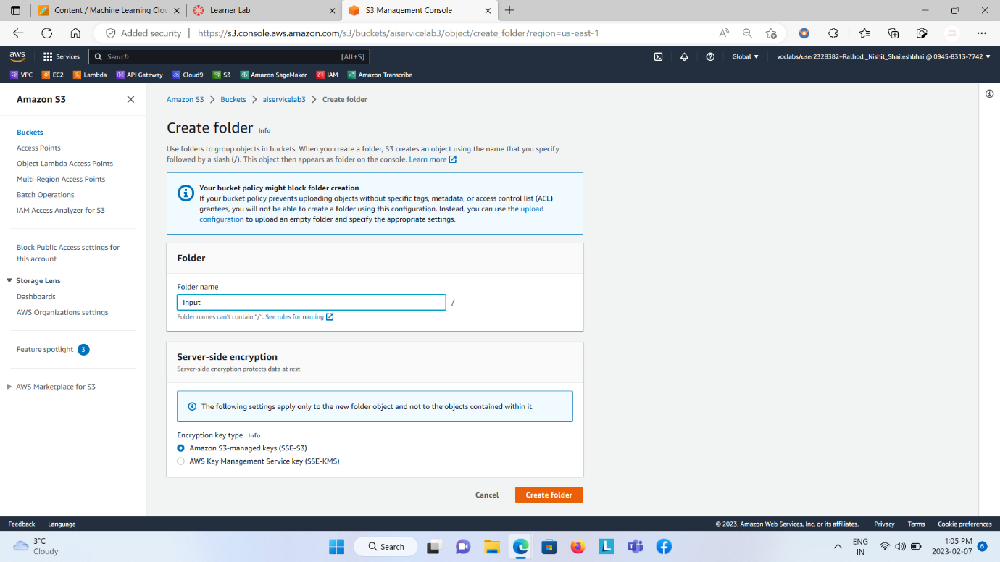 Content / Machine Learning Clou
Learner Lab
S3 Management Console
Added security
https://s3.console.aws.amazon.com/s3/buckets/aiservicelab3/object/create_folder?region=us-east-1
aws
Services
Search
[Alt+S]
Global
voclabs/user2328382=Rathod,_Nishit_Shaileshbhai @ 0945-8313-7742
VPC
EC2
Lambda
API Gateway
Cloud9
S3
Amazon SageMaker
IAM
Amazon Transcribe
Amazon S3
Buckets
Access Points
Object Lambda Access Points
Multi-Region Access Points
Batch Operations
IAM Access Analyzer for S3
Block Public Access settings for
this account
Storage Lens
Dashboards
AWS Organizations settings
Feature spotlight 3
AWS Marketplace for S3
Amazon S3 > Buckets > aiservicelab3 > Create folder
Create folder Info
Use folders to group objects in buckets. When you create a folder, S3 creates an object using the name that you specify
followed by a slash (/). This object then appears as folder on the console. Learn more
Your bucket policy might block folder creation
If your bucket policy prevents uploading objects without specific tags, metadata, or access control list (ACL)
grantees, you will not be able to create a folder using this configuration. Instead, you can use the upload
configuration to upload an empty folder and specify the appropriate settings.
Folder
Folder name
Input /
Folder names can't contain "/". See rules for naming
Server-side encryption
Server-side encryption protects data at rest.
The following settings apply only to the new folder object and not to the objects contained within it.
Encryption key type Info
Amazon S3-managed keys (SSE-S3)
AWS Key Management Service key (SSE-KMS)
Cancel
Create folder
Feedback
Language
© 2023, Amazon Web Services, Inc. or its affiliates.
Privacy
Terms
Cookie preferences
3°C
Cloudy
Search
ENG
IN
1:05 PM
2023-02-07
6